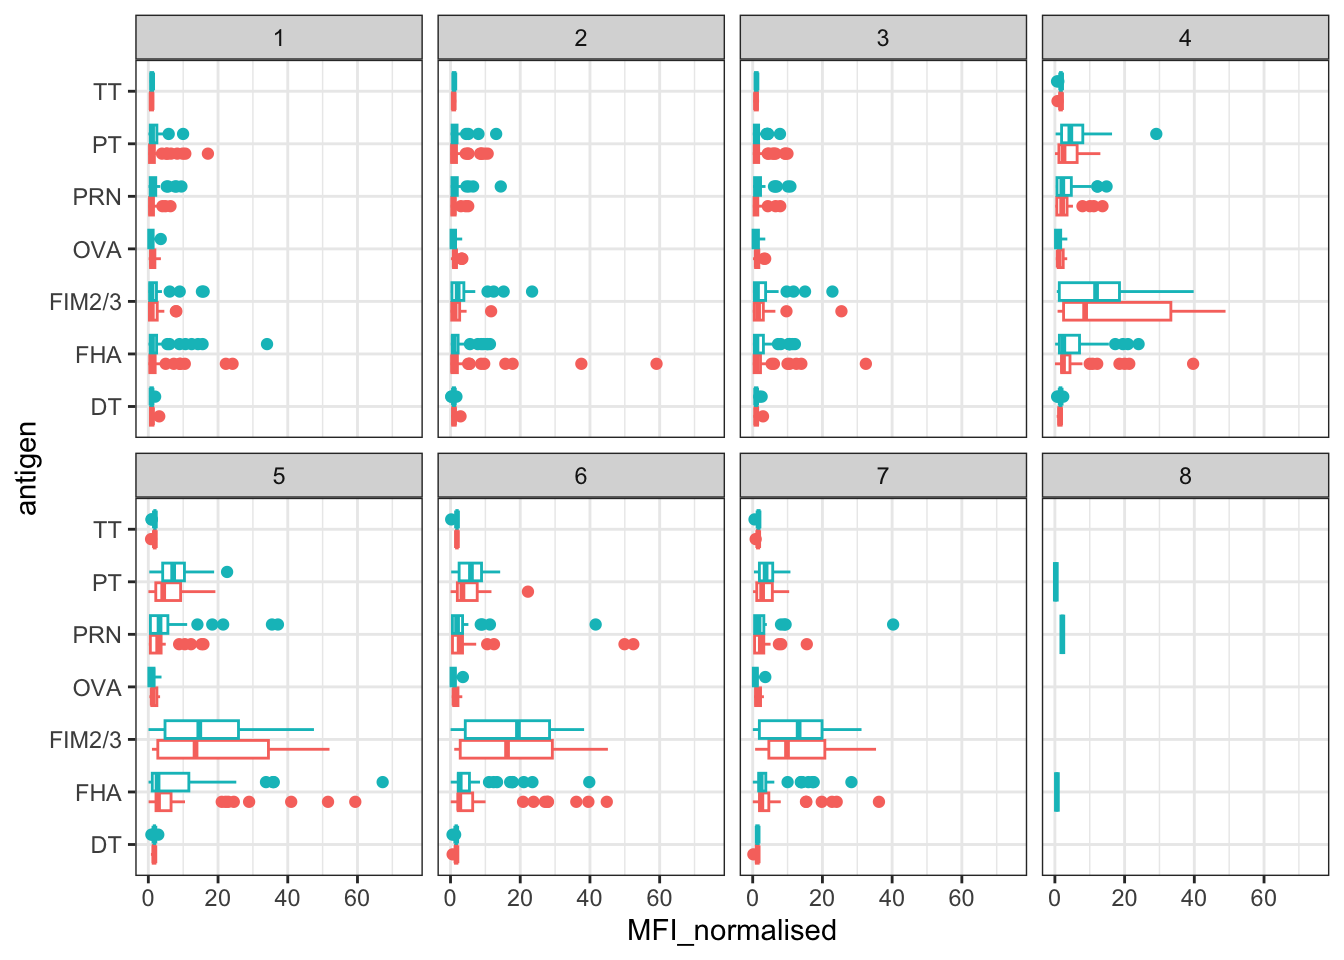 1 2 3 4
TT
PT
PRN
OVA
FIM2/3
FHA
DT
antigen
5 6 7 8
TT
PT
PRN
OVA
FIM2/3
FHA
DT
0 20 40 60 0 20 40 60 0 20 40 60 0 20 40 60
MFI_normalised